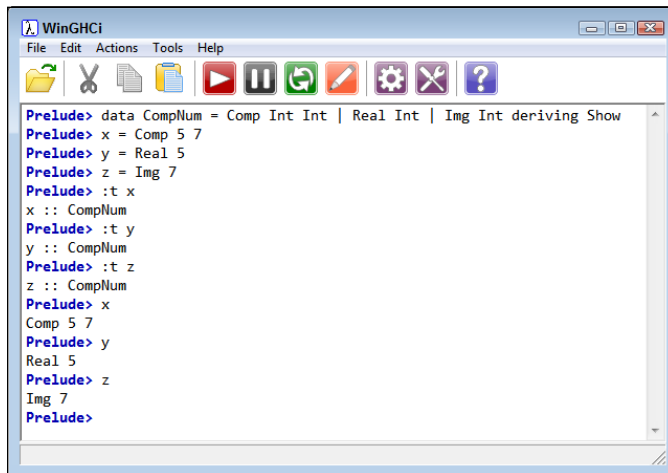 λ WinGHCi
File Edit Actions Tools Help
Prelude> data CompNum = Comp Int Int | Real Int | Img Int deriving Show
Prelude> x = Comp 5 7
Prelude> y = Real 5
Prelude> z = Img 7
Prelude> :t x
x :: CompNum
Prelude> :t y
y :: CompNum
Prelude> :t z
z :: CompNum
Prelude> x
Comp 5 7
Prelude> y
Real 5
Prelude> z
Img 7
Prelude>